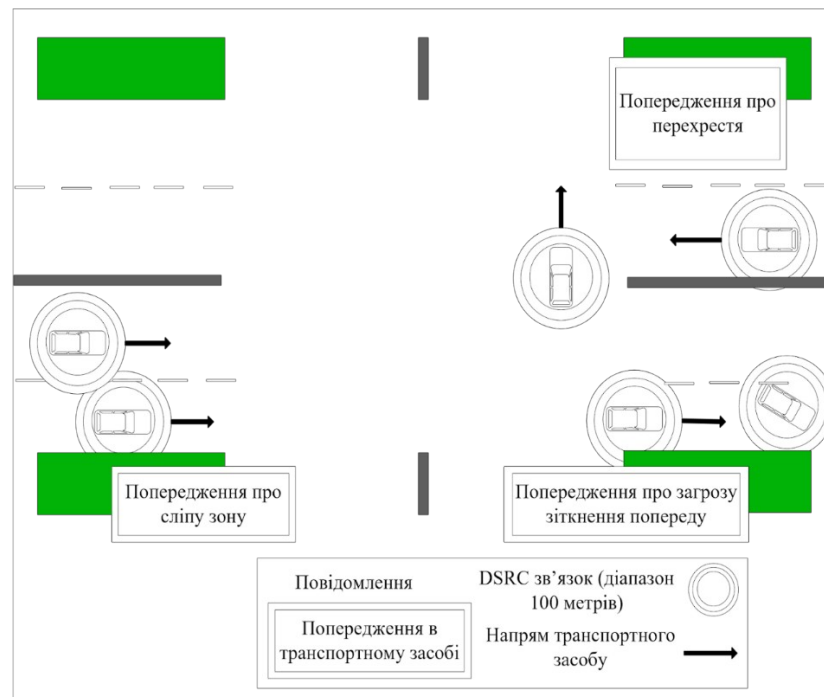 Попередження про
перехрестя
Попередження про
сліпу зону
Попередження про загрозу
зіткнення попереду
Повідомлення
Попередження в
транспортному засобі
DSRC зв’язок (діапазон
100 метрів)
Напрям транспортного
засобу